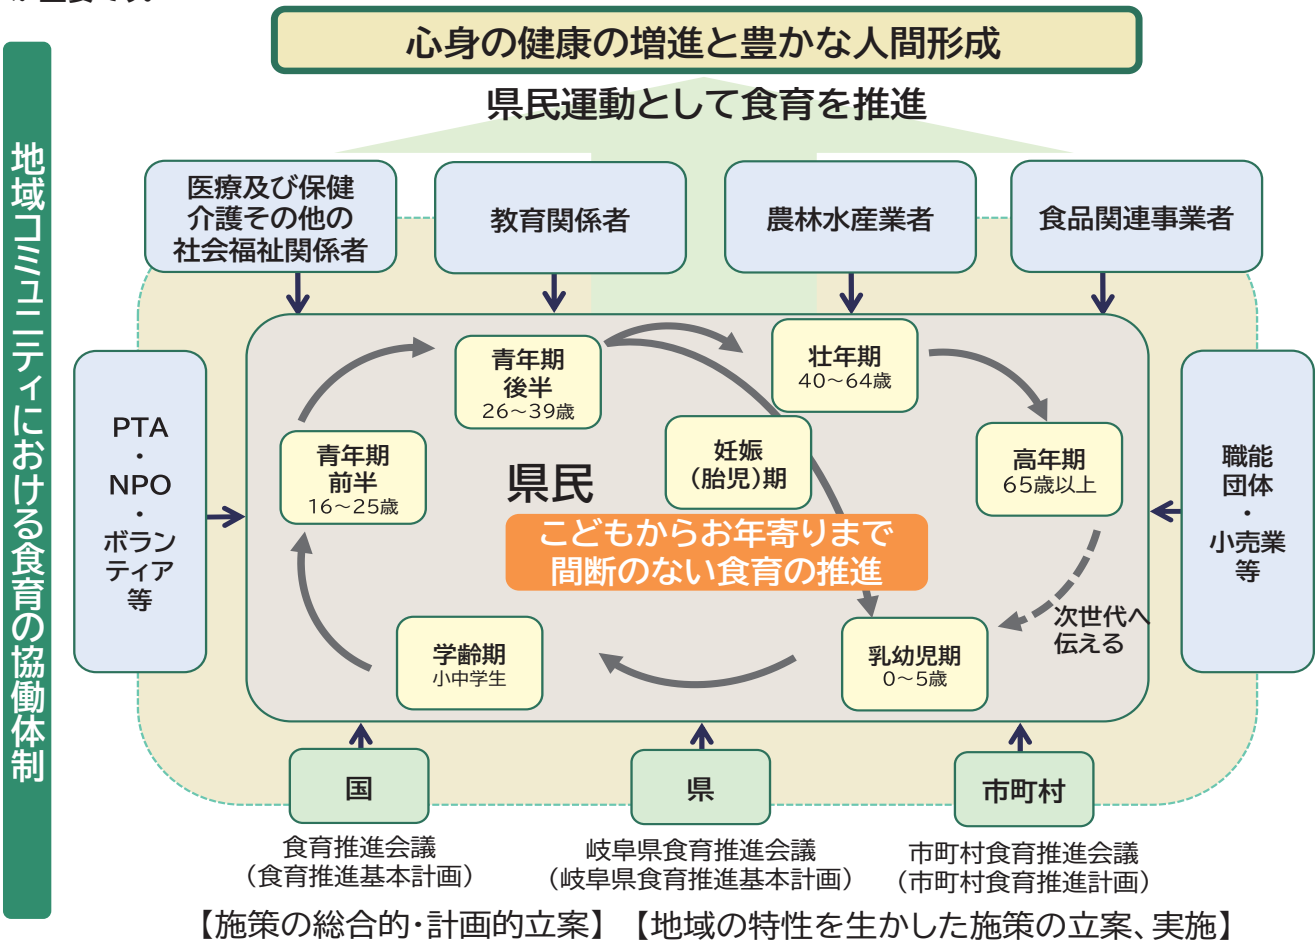 心身の健康の増進と豊かな人間形成
県民運動として食育を推進
地域コミュニティにおける食育の協働体制
医療及び保健
介護その他の
社会福祉関係者
教育関係者
農林水産業者
食品関連事業者
PTA
・
NPO
・
ボラン
ティア
等
青年期
後半
26～39歳
壮年期
40～64歳
青年期
前半
16～25歳
県民
妊娠
(胎児)期
高年期
65歳以上
こどもからお年寄りまで
間断のない食育の推進
次世代へ
伝える
学齢期
小中学生
乳幼児期
0～5歳
職能
団体
・
小売業
等
国
県
市町村
食育推進会議
(食育推進基本計画)
岐阜県食育推進会議
(岐阜県食育推進基本計画)
市町村食育推進会議
(市町村食育推進計画)
【施策の総合的・計画的立案】 【地域の特性を生かした施策の立案、実施】